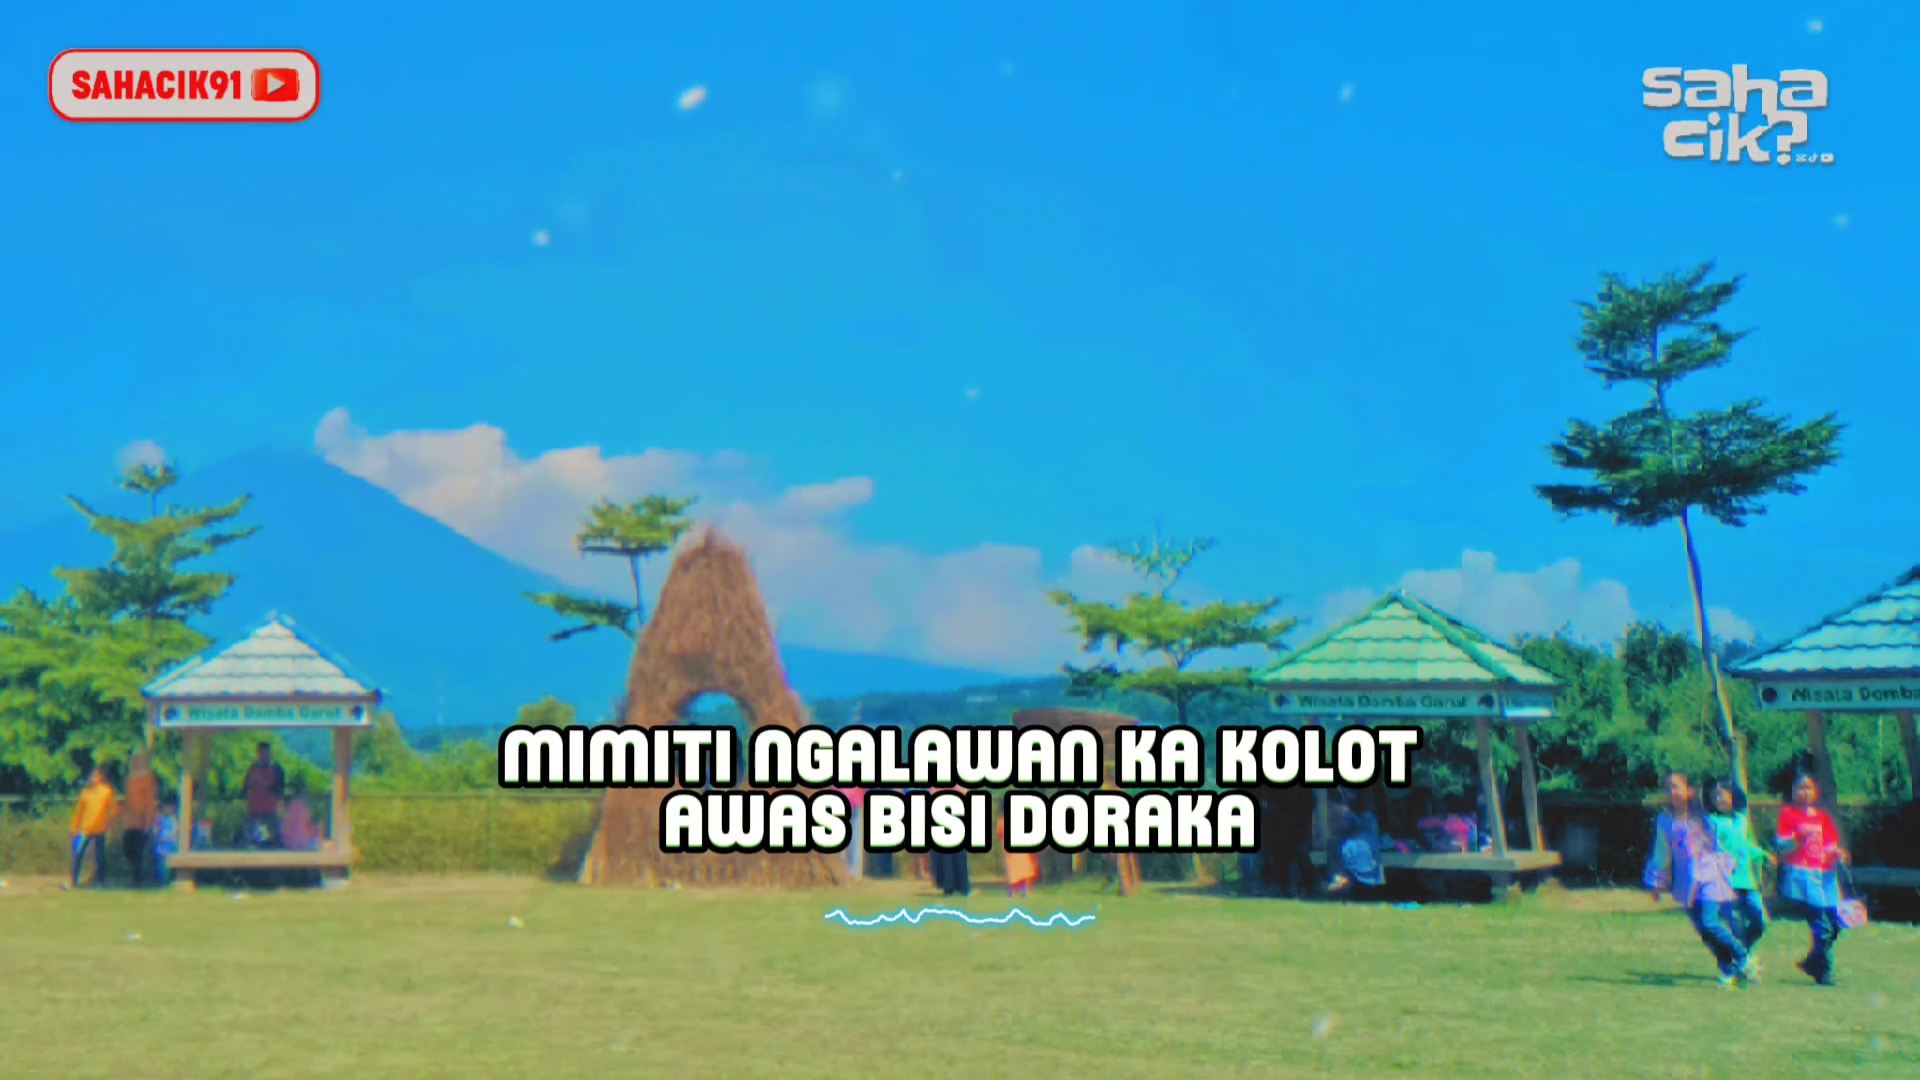 SAHACIK91
saha
cik?
MIMITI NGALAWAN KA KOLOT
AWAS BISI DORAKA
Wisata Domba Garut
Wisata Domba Garut
Wisata Domba